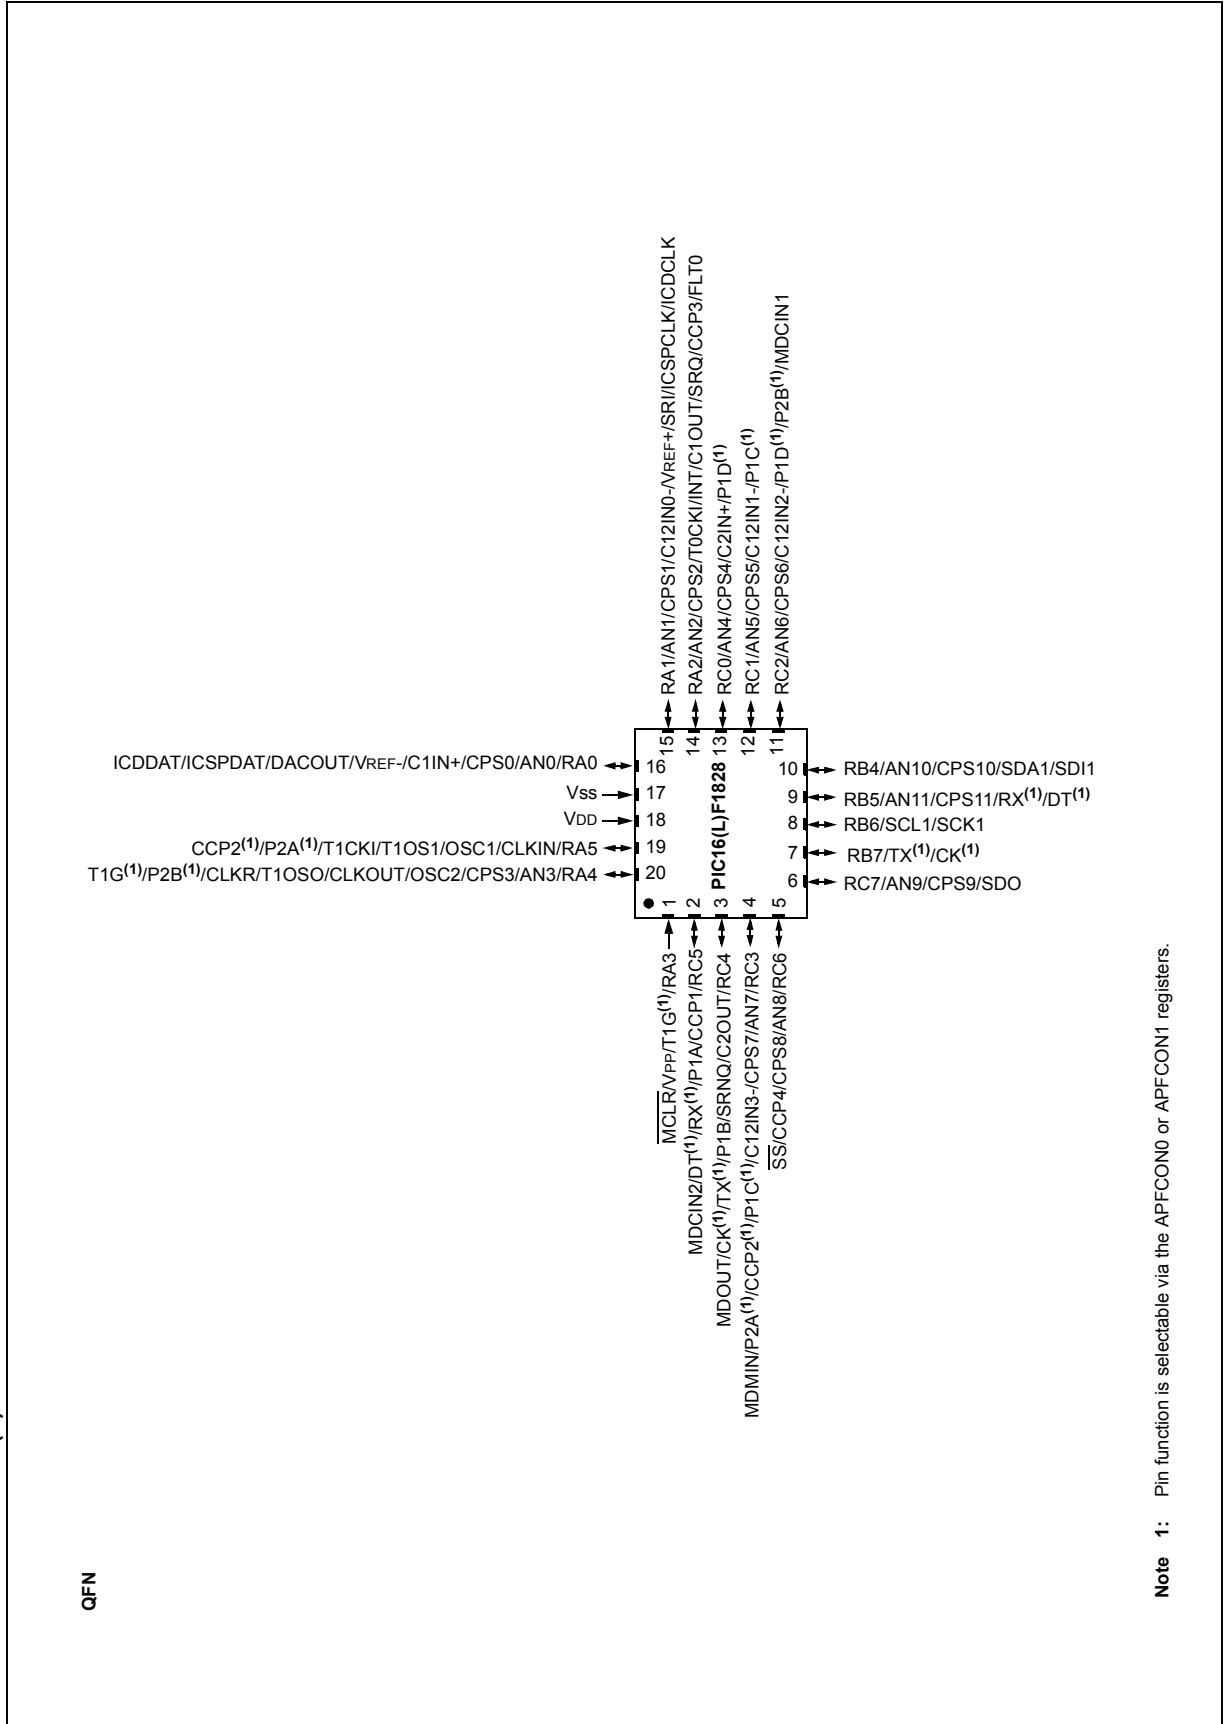 QFN
ICDDAT/ICSPDAT/DACOUT/VREF-/C1IN+/CPS0/AN0/RA0
VSS
VDD
CCP2(1)/P2A(1)/T1CKI/T1OS1/OSC1/CLKIN/RA5
T1G(1)/P2B(1)/CLKR/T1OSO/CLKOUT/OSC2/CPS3/AN3/RA4
16
17
18
19
20
RA1/AN1/CPS1/C12IN0-/VREF+/SRI/ICSPCLK/ICDCLK
RA2/AN2/CPS2/T0CKI/INT/C1OUT/SRQ/CCP3/FLT0
RC0/AN4/CPS4/C2IN+/P1D(1)
RC1/AN5/CPS5/C12IN1-/P1C(1)
RC2/AN6/CPS6/C12IN2-/P1D(1)/P2B(1)/MDCIN1
15
14
13
12
11
PIC16(L)F1828
1
2
3
4
5
MCLR/VPP/T1G(1)/RA3
MDCIN2/DT(1)/RX(1)/P1A/CCP1/RC5
MDOUT/CK(1)/TX(1)/P1B/SRNQ/C2OUT/RC4
MDMIN/P2A(1)/CCP2(1)/P1C(1)/C12IN3-/CPS7/AN7/RC3
SS/CCP4/CPS8/AN8/RC6
10 RB4/AN10/CPS10/SDA1/SDI1
9 RB5/AN11/CPS11/RX(1)/DT(1)
8 RB6/SCL1/SCK1
7 RB7/TX(1)/CK(1)
6 RC7/AN9/CPS9/SDO
Note 1: Pin function is selectable via the APFCON0 or APFCON1 registers.